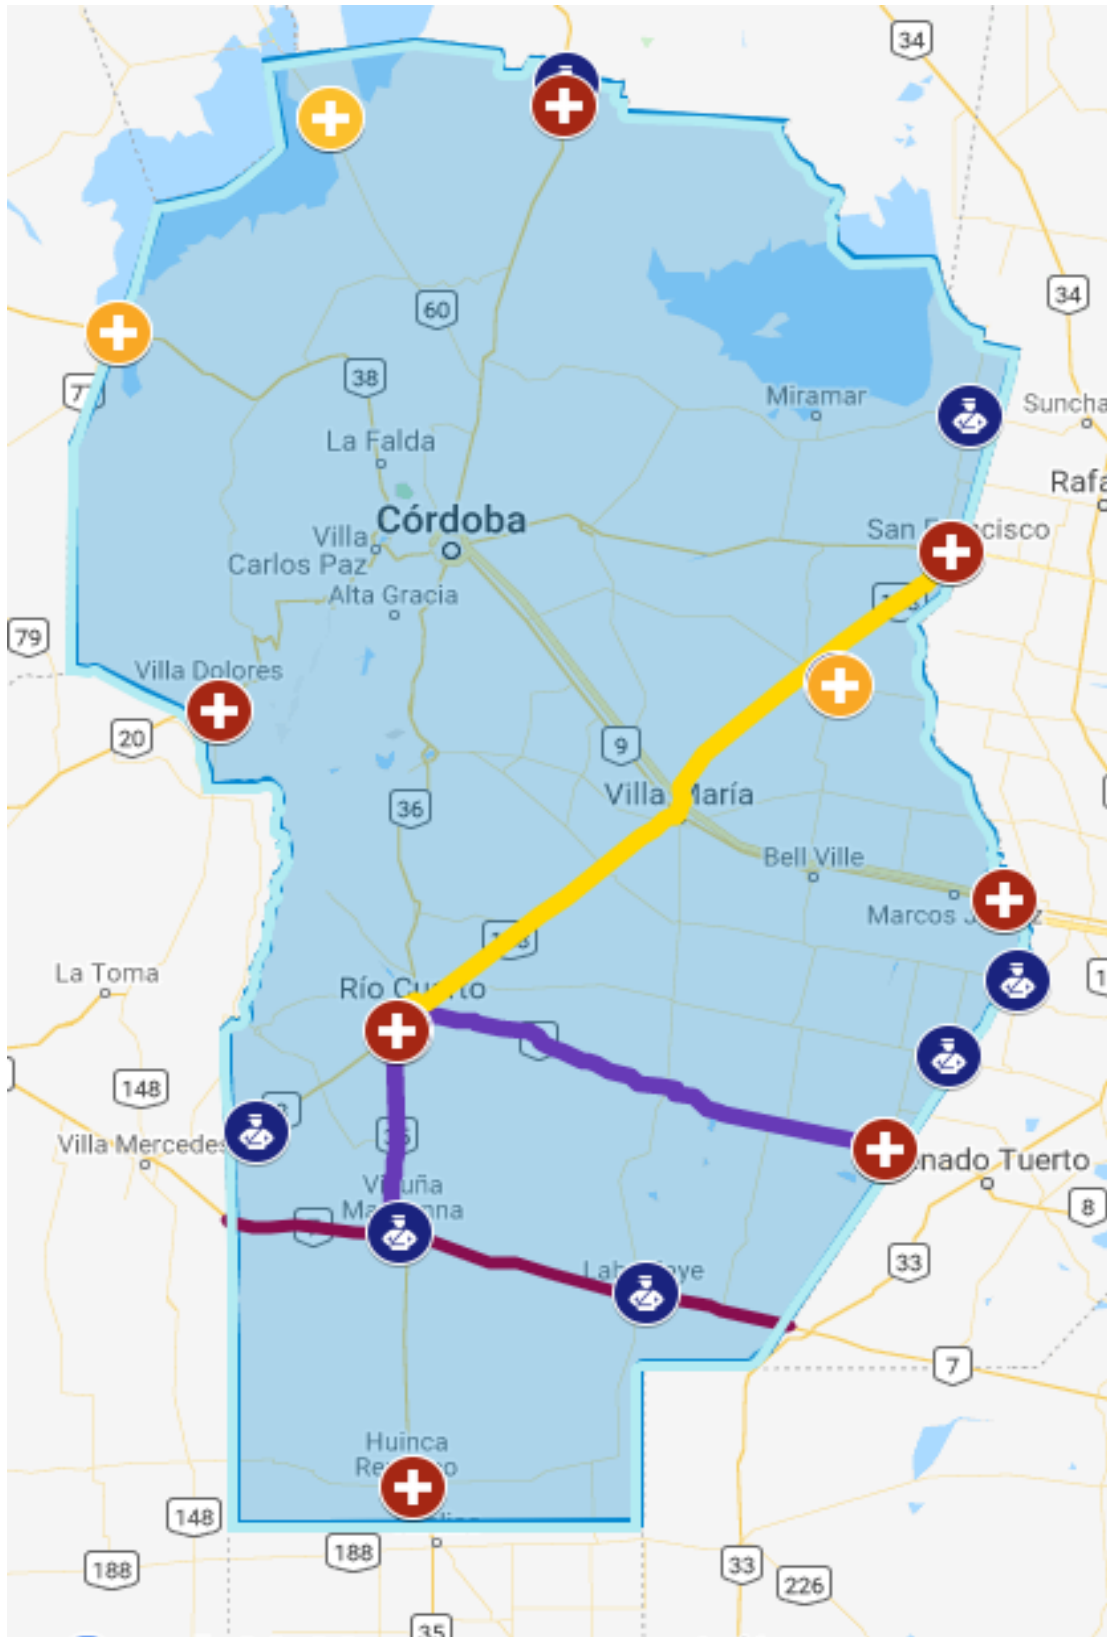 34
34
60
38
Miramar
Suncha
La Falda
Rafa
Córdoba
San
cisco
Villa
Carlos Paz
Alta Gracia
79
Villa Dolores
20
9
Villa María
36
Bell Ville
Marcos J
z
La Toma
Río Cuarto
148
Villa Mercedes
nado Tuerto
8
33
7
Huinca
148
188
188
33
226
35